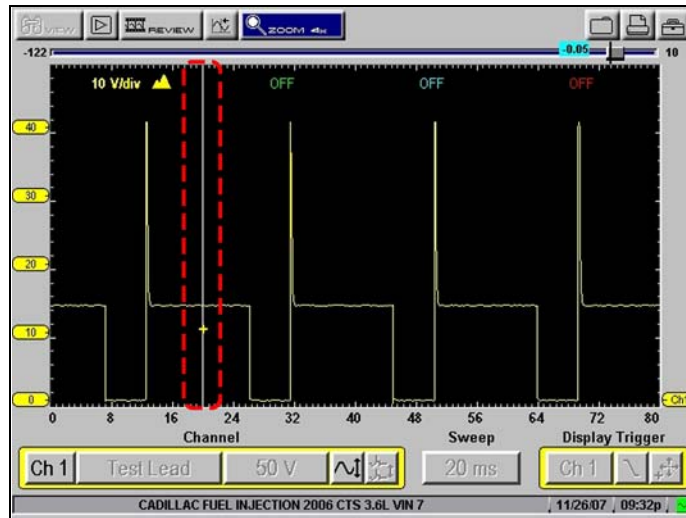 VIEW REVIEW ZOOM 4x
-122 -0.05 10
10 V/div OFF OFF OFF
40
30
20
10
0 Ch1
0 8 16 24 32 40 48 56 64 72 80
Channel Sweep Display Trigger
Ch 1 Test Lead 50 V 20 ms Ch 1
CADILLAC FUEL INJECTION 2006 CTS 3.6L VIN 7 11/26/07 09:32p